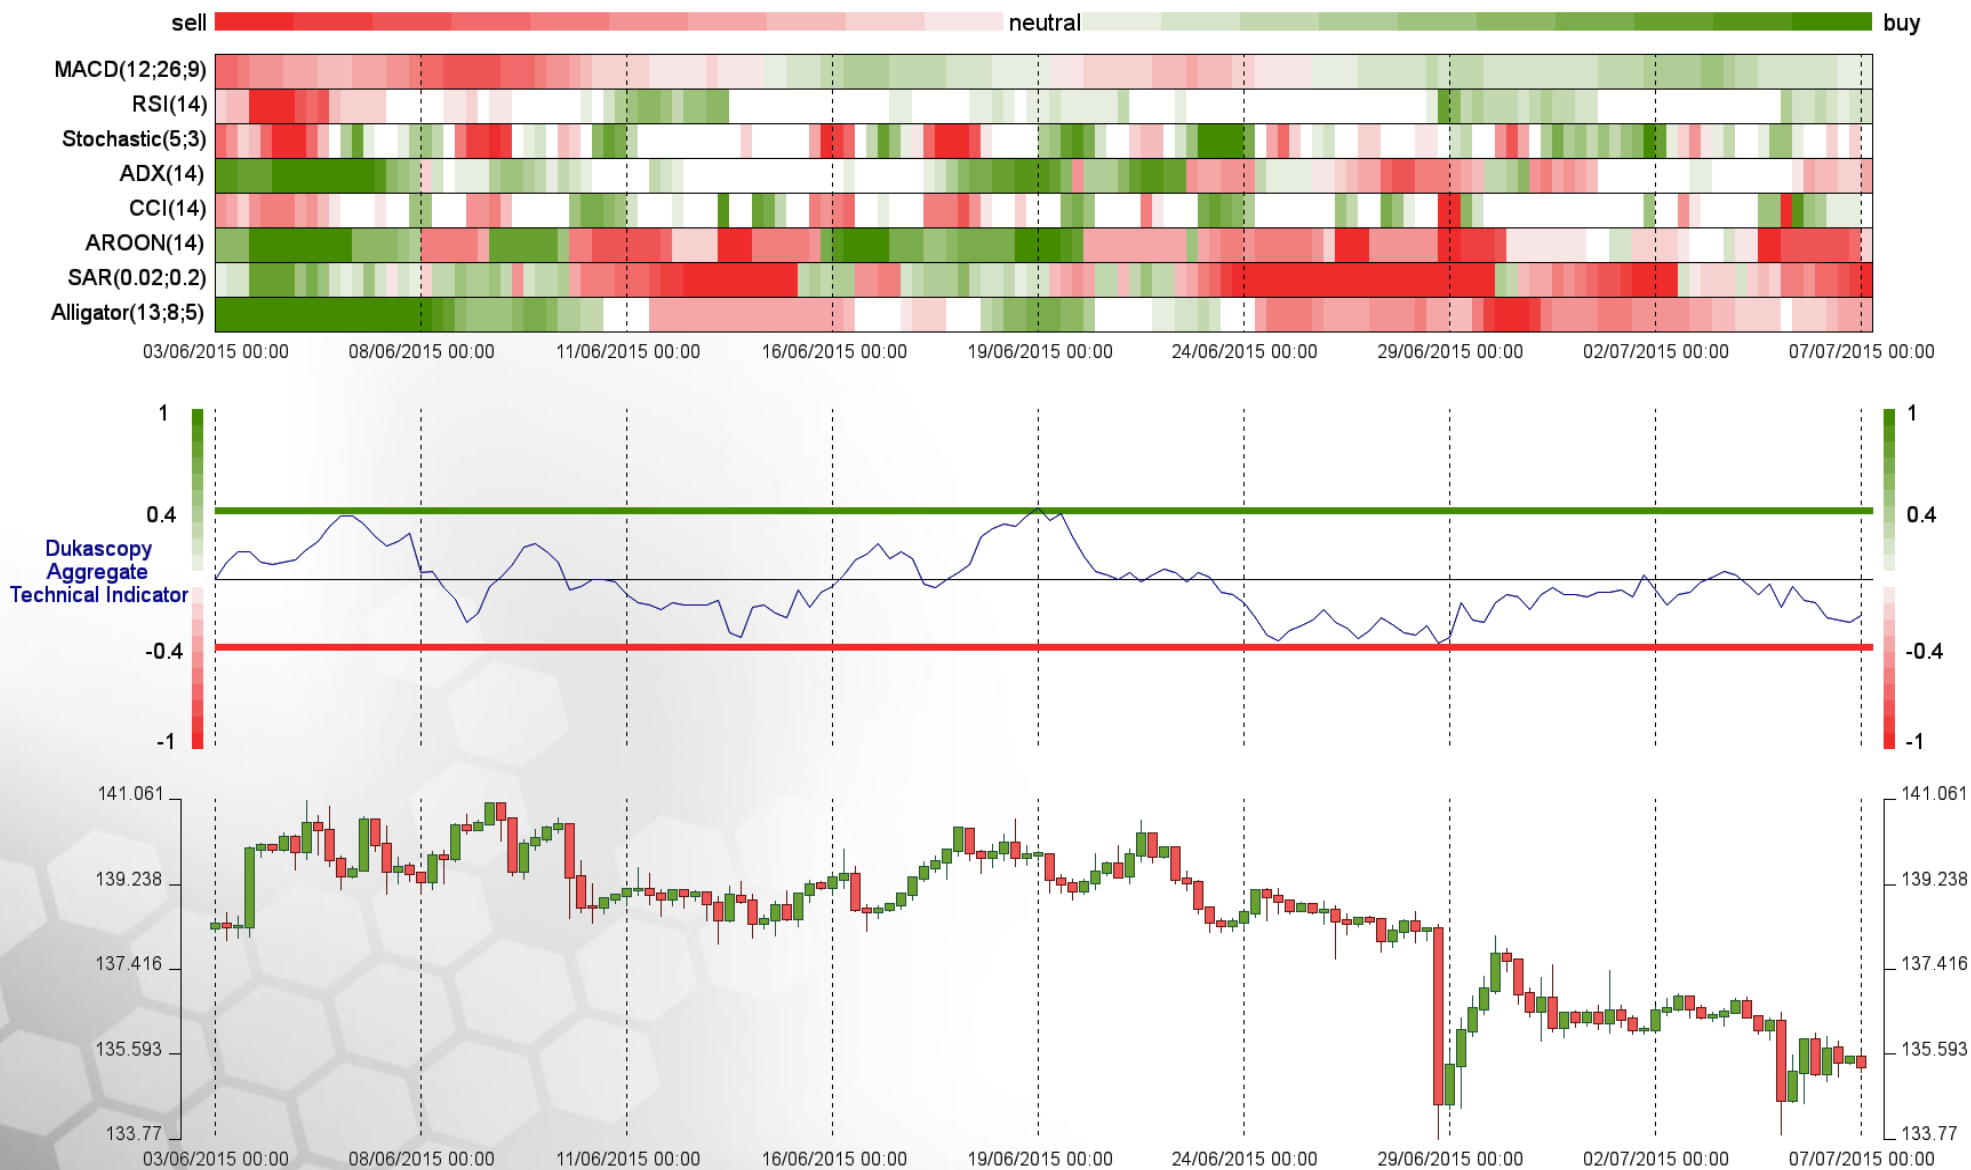 sell neutral buy
MACD(12;26;9)
RSI(14)
Stochastic(5;3)
ADX(14)
CCI(14)
AROON(14)
SAR(0.02;0.2)
Alligator(13;8;5)
03/06/2015 00:00 08/06/2015 00:00 11/06/2015 00:00 16/06/2015 00:00 19/06/2015 00:00 24/06/2015 00:00 29/06/2015 00:00 02/07/2015 00:00 07/07/2015 00:00
1 1
0.4 0.4
Dukascopy
Aggregate
Technical Indicator
-0.4 -0.4
-1 -1
141.061 141.061
139.238 139.238
137.416 137.416
135.593 135.593
133.77 133.77
03/06/2015 00:00 08/06/2015 00:00 11/06/2015 00:00 16/06/2015 00:00 19/06/2015 00:00 24/06/2015 00:00 29/06/2015 00:00 02/07/2015 00:00 07/07/2015 00:00